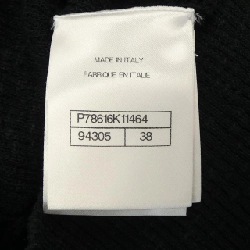 MADE IN ITALY
FABRIQUE EN ITALIE
P78616K11464
94305 38